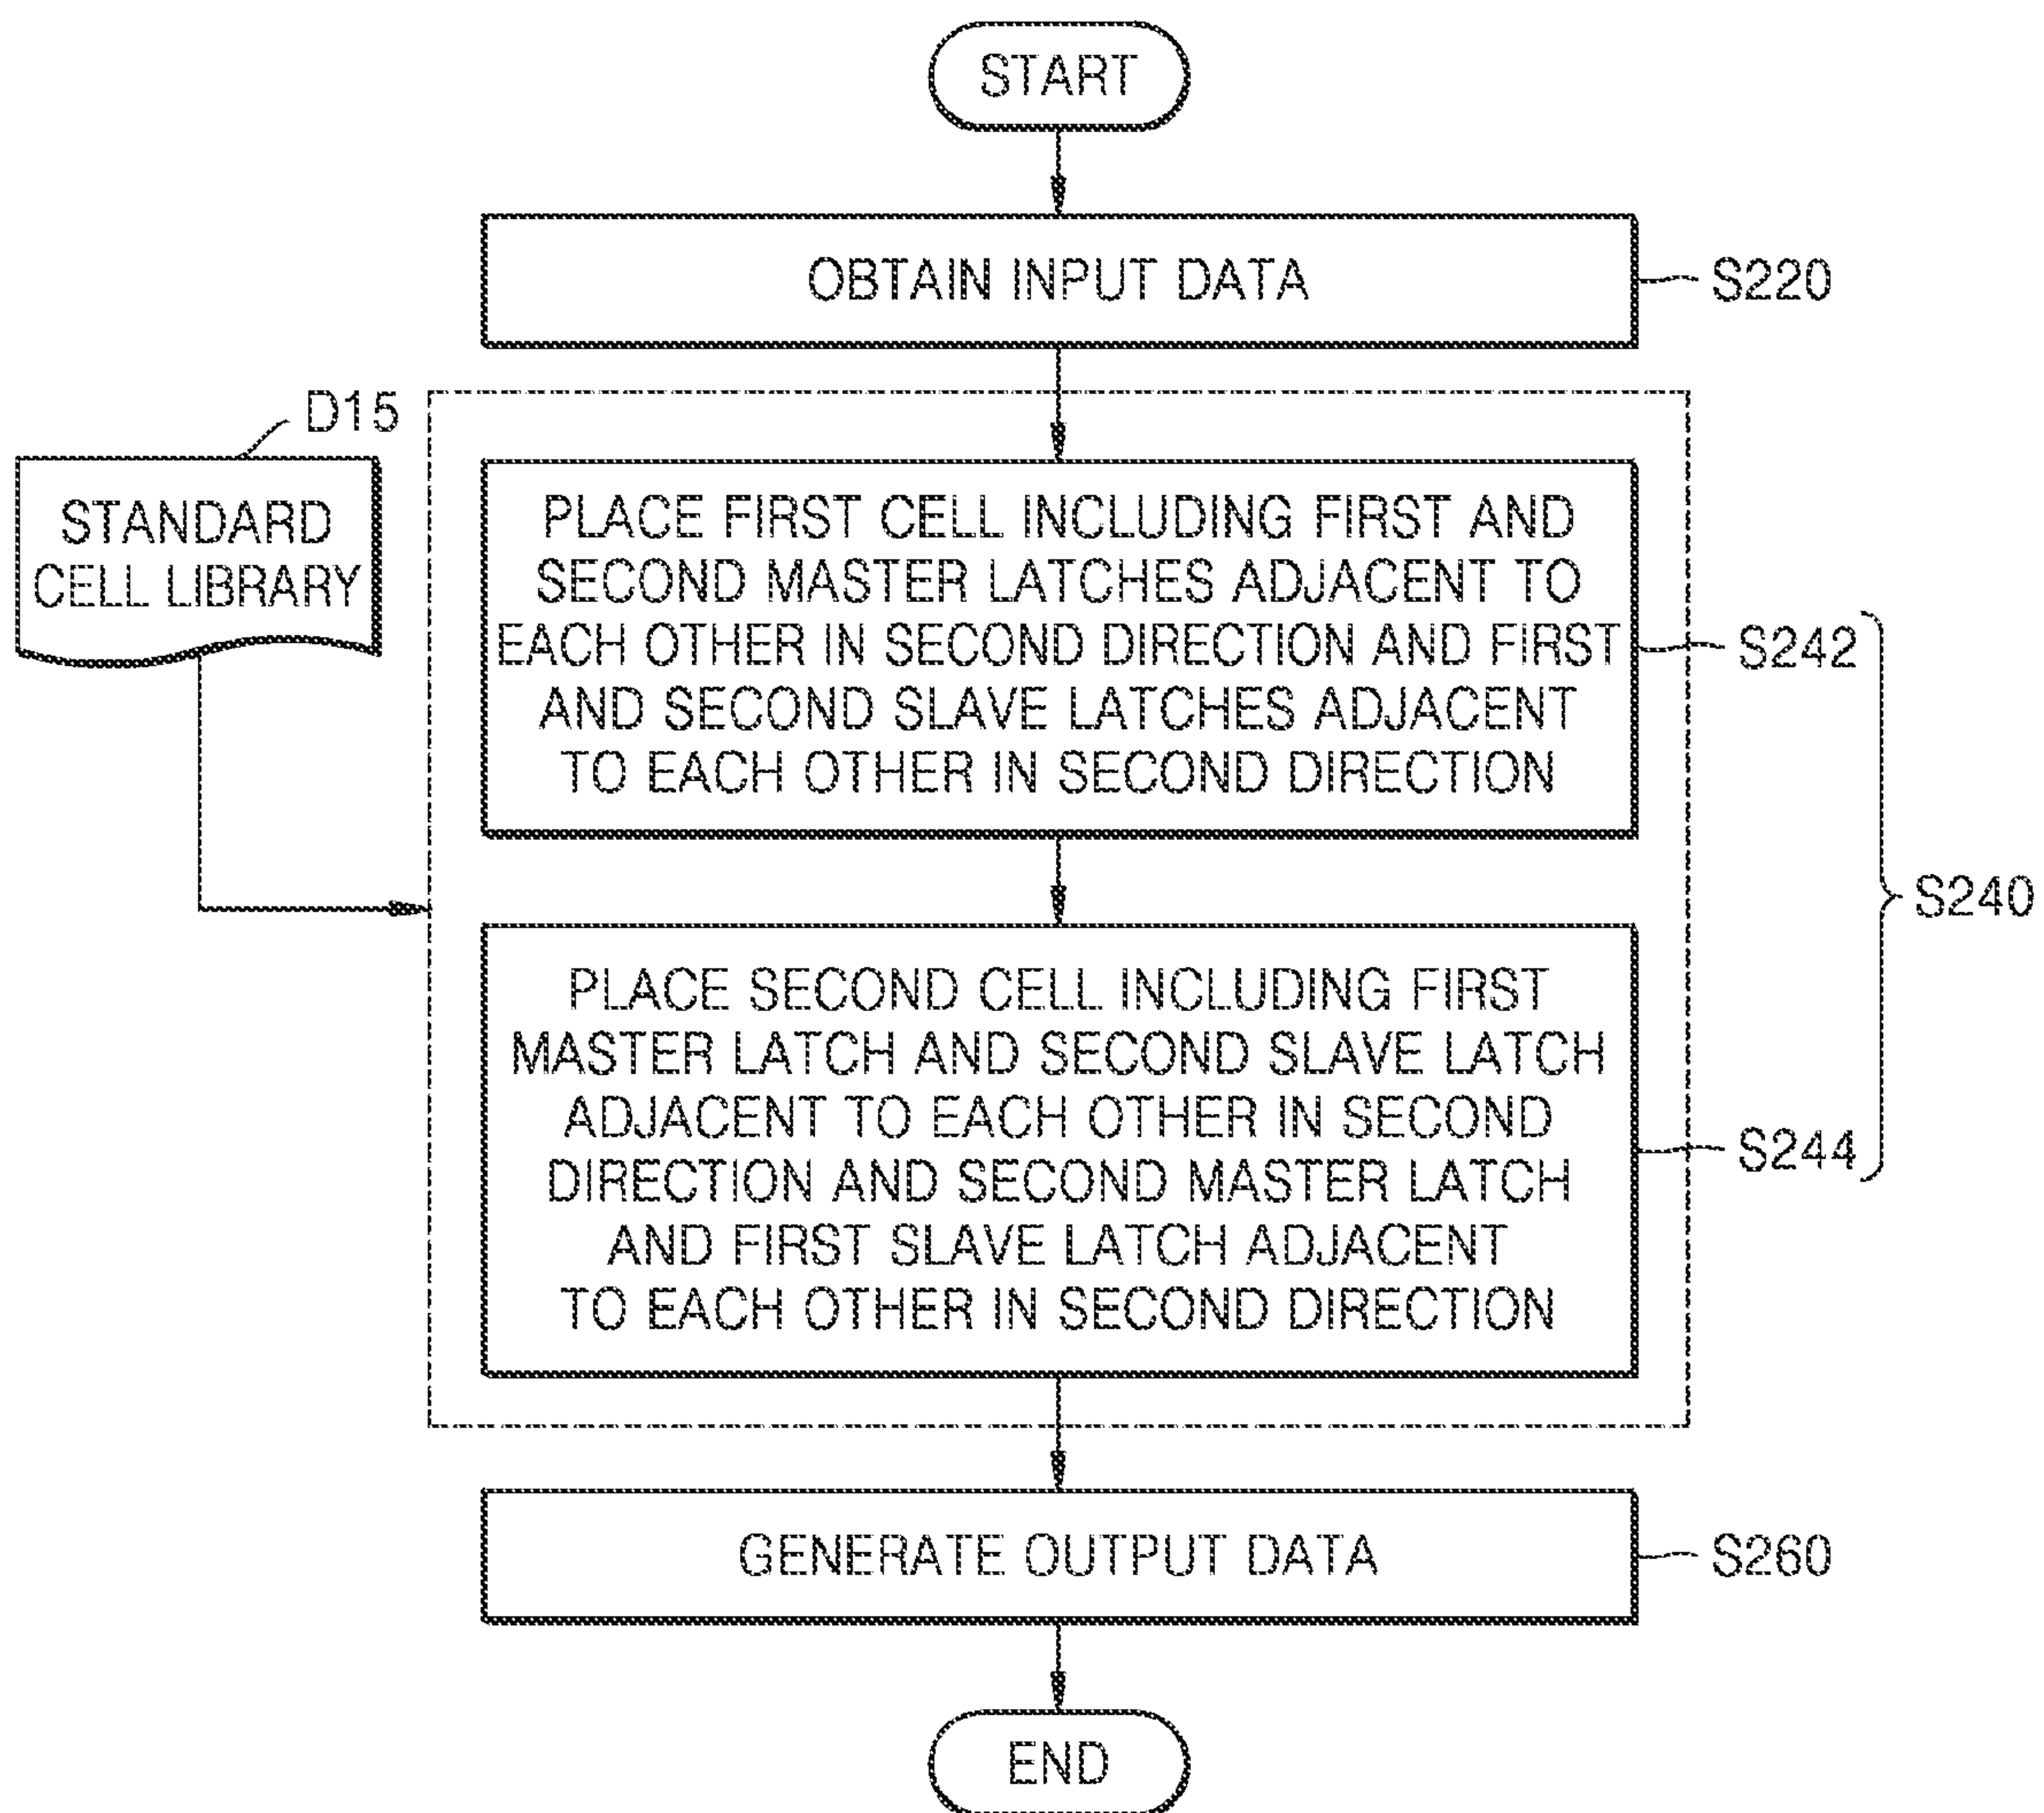 START
OBTAIN INPUT DATA
S220
D15
STANDARD
CELL LIBRARY
PLACE FIRST CELL INCLUDING FIRST AND
SECOND MASTER LATCHES ADJACENT TO
EACH OTHER IN SECOND DIRECTION AND FIRST
AND SECOND SLAVE LATCHES ADJACENT
TO EACH OTHER IN SECOND DIRECTION
S242
S240
PLACE SECOND CELL INCLUDING FIRST
MASTER LATCH AND SECOND SLAVE LATCH
ADJACENT TO EACH OTHER IN SECOND
DIRECTION AND SECOND MASTER LATCH
AND FIRST SLAVE LATCH ADJACENT
TO EACH OTHER IN SECOND DIRECTION
S244
GENERATE OUTPUT DATA
S260
END